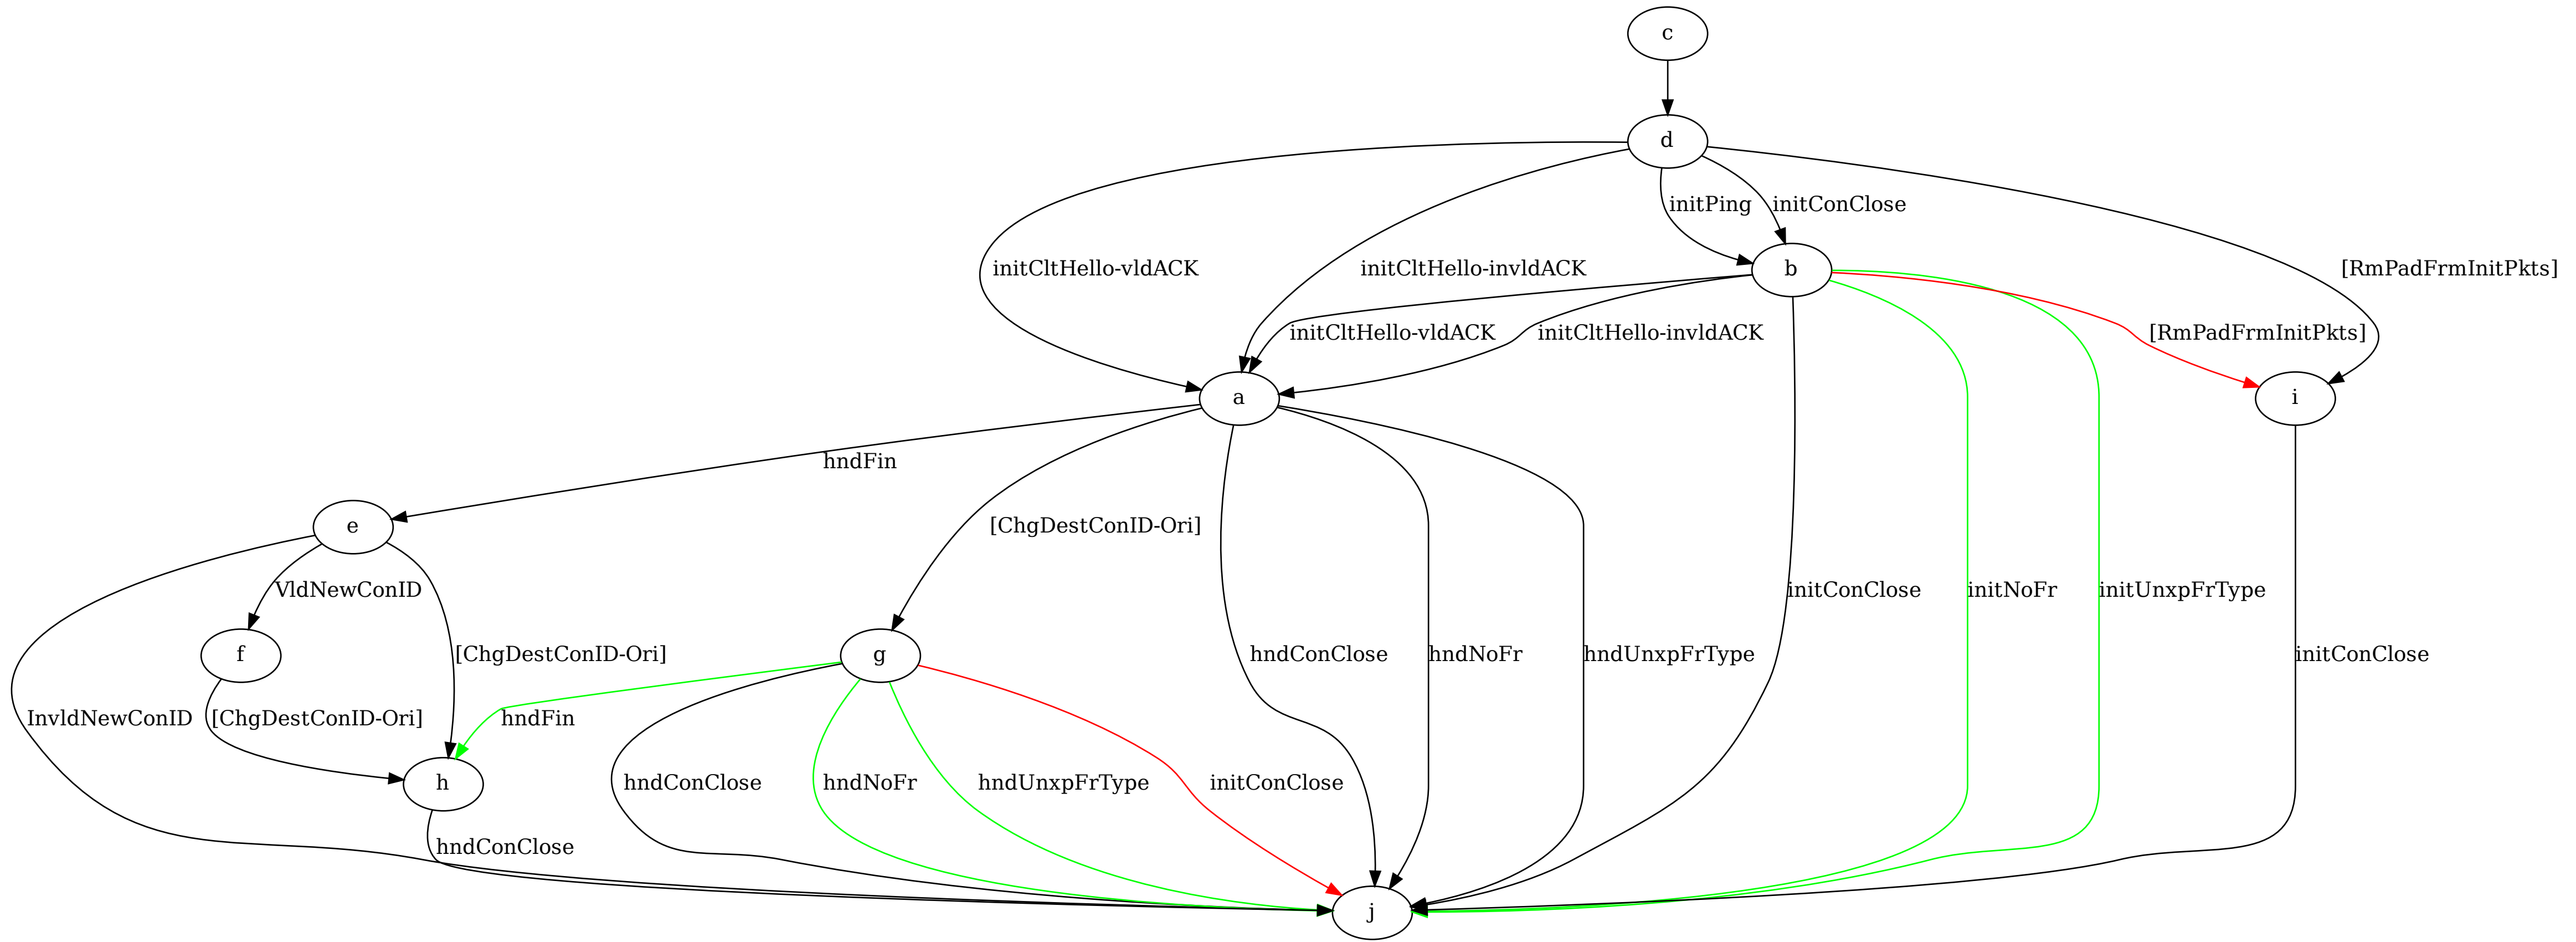 c
d
initPing
initConClose
initCltHello-vldACK
initCltHello-invldACK
b
[RmPadFrmInitPkts]
initCltHello-vldACK
initCltHello-invldACK
[RmPadFrmInitPkts]
a
i
hndFin
e
[ChgDestConID-Ori]
VldNewConID
initConClose
initNoFr
initUnxpFrType
f
[ChgDestConID-Ori]
g
hndConClose
hndNoFr
hndUnxpFrType
initConClose
InvldNewConID
[ChgDestConID-Ori]
hndFin
h
hndConClose
hndNoFr
hndUnxpFrType
initConClose
hndConClose
j